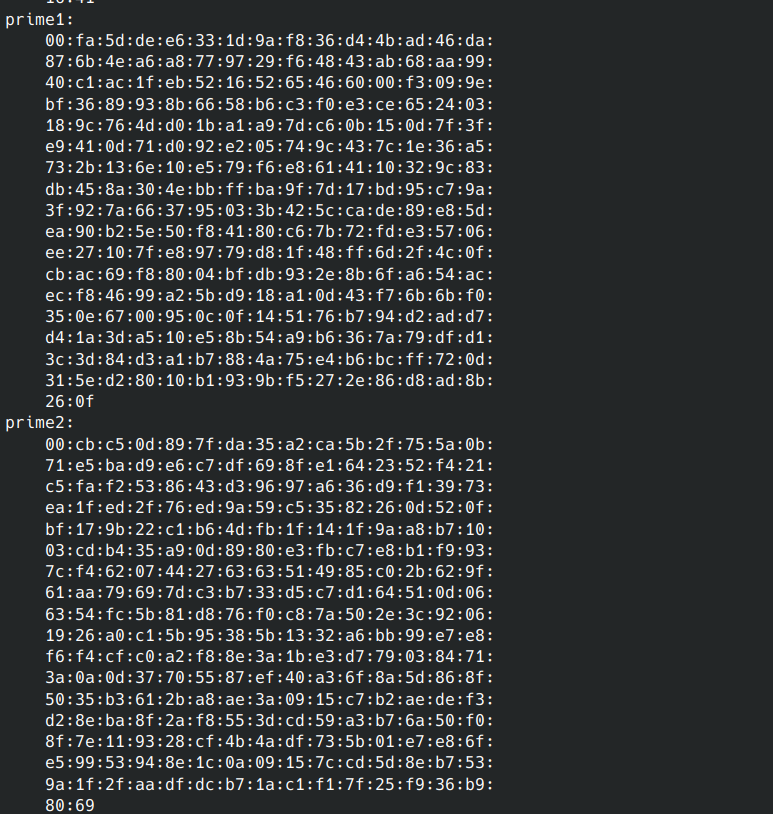 prime1:
00:fa:5d:de:e6:33:1d:9a:f8:36:d4:4b:ad:46:da:
87:6b:4e:a6:a8:77:97:29:f6:48:43:ab:68:aa:99:
40:c1:ac:1f:eb:52:16:52:65:46:60:00:f3:09:9e:
bf:36:89:93:8b:66:58:b6:c3:f0:e3:ce:65:24:03:
18:9c:76:4d:d0:1b:a1:a9:7d:c6:0b:15:0d:7f:3f:
e9:41:0d:71:d0:92:e2:05:74:9c:43:7c:1e:36:a5:
73:2b:13:6e:10:e5:79:f6:e8:61:41:10:32:9c:83:
db:45:8a:30:4e:bb:ff:ba:9f:7d:17:bd:95:c7:9a:
3f:92:7a:66:37:95:03:3b:42:5c:ca:de:89:e8:5d:
ea:90:b2:5e:50:f8:41:80:c6:7b:72:fd:e3:57:06:
ee:27:10:7f:e8:97:79:d8:1f:48:ff:6d:2f:4c:0f:
cb:ac:69:f8:80:04:bf:db:93:2e:8b:6f:a6:54:ac:
ec:f8:46:99:a2:5b:d9:18:a1:0d:43:f7:6b:6b:f0:
35:0e:67:00:95:0c:0f:14:51:76:b7:94:d2:ad:d7:
d4:1a:3d:a5:10:e5:8b:54:a9:b6:36:7a:79:df:d1:
3c:3d:84:d3:a1:b7:88:4a:75:e4:b6:bc:ff:72:0d:
31:5e:d2:80:10:b1:93:9b:f5:27:2e:86:d8:ad:8b:
26:0f
prime2:
00:cb:c5:0d:89:7f:da:35:a2:ca:5b:2f:75:5a:0b:
71:e5:ba:d9:e6:c7:df:69:8f:e1:64:23:52:f4:21:
c5:fa:f2:53:86:43:d3:96:97:a6:36:d9:f1:39:73:
ea:1f:ed:2f:76:ed:9a:59:c5:35:82:26:0d:52:0f:
bf:17:9b:22:c1:b6:4d:fb:1f:14:1f:9a:a8:b7:10:
03:cd:b4:35:a9:0d:89:80:e3:fb:c7:e8:b1:f9:93:
7c:f4:62:07:44:27:63:63:51:49:85:c0:2b:62:9f:
61:aa:79:69:7d:c3:b7:33:d5:c7:d1:64:51:0d:06:
63:54:fc:5b:81:d8:76:f0:c8:7a:50:2e:3c:92:06:
19:26:a0:c1:5b:95:38:5b:13:32:a6:bb:99:e7:e8:
f6:f4:cf:c0:a2:f8:8e:3a:1b:e3:d7:79:03:84:71:
3a:0a:0d:37:70:55:87:ef:40:a3:6f:8a:5d:86:8f:
50:35:b3:61:2b:a8:ae:3a:09:15:c7:b2:ae:de:f3:
d2:8e:ba:8f:2a:f8:55:3d:cd:59:a3:b7:6a:50:f0:
8f:7e:11:93:28:cf:4b:4a:df:73:5b:01:e7:e8:6f:
e5:99:53:94:8e:1c:0a:09:15:7c:cd:5d:8e:b7:53:
9a:1f:2f:aa:df:dc:b7:1a:c1:f1:7f:25:f9:36:b9:
80:69